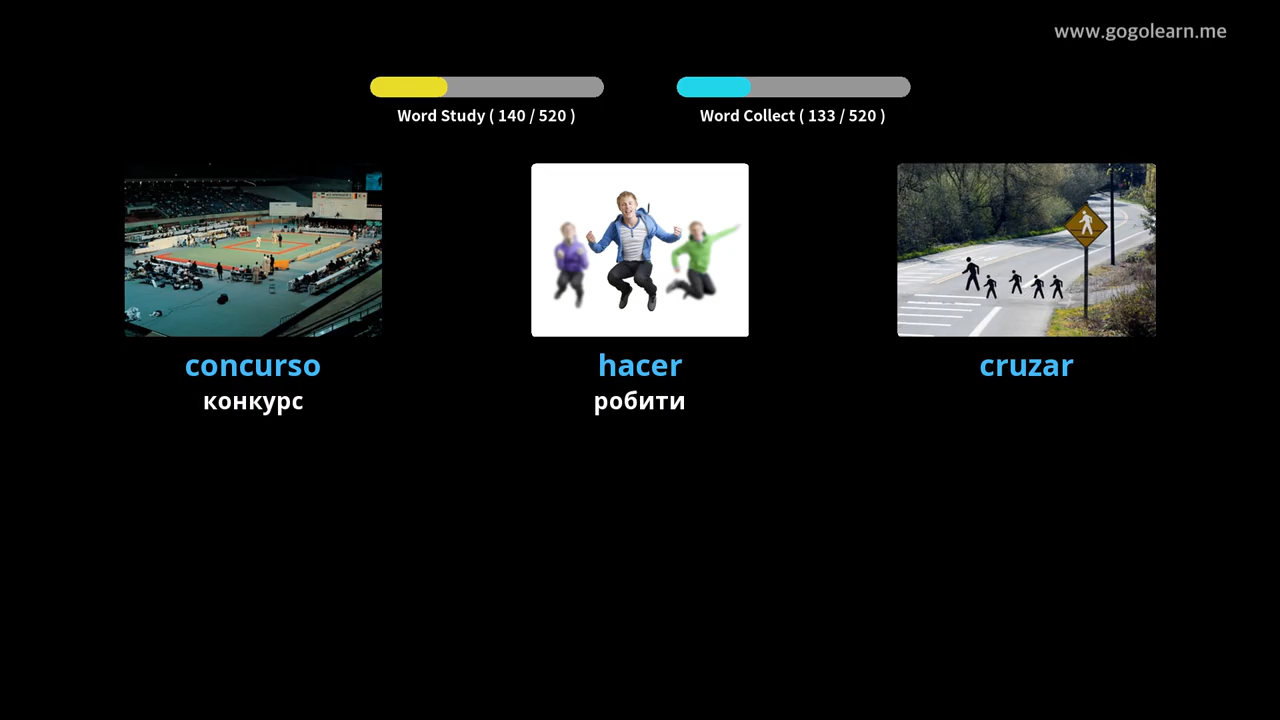 www.gogolearn.me
Word Study ( 140 / 520 )
Word Collect ( 133 / 520 )
concurso
конкурс
hacer
робити
cruzar